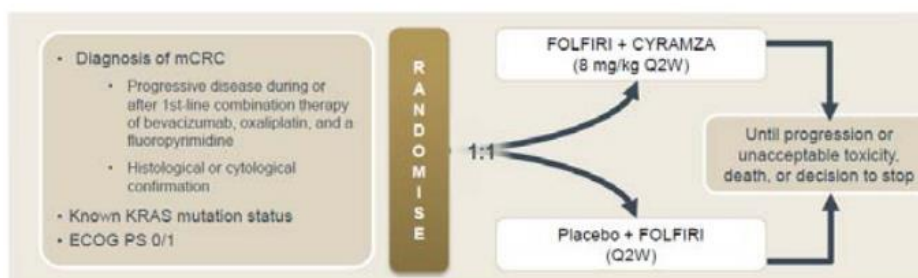 • Diagnosis of mCRC
• Progressive disease during or
after 1st-line combination therapy
of bevacizumab, oxaliplatin, and a
fluoropyrimidine
• Histological or cytological
confirmation
• Known KRAS mutation status
• ECOG PS 0/1
RANDOMISE
1:1
FOLFIRI + CYRAMZA
(8 mg/kg Q2W)
Placebo + FOLFIRI
(Q2W)
Until progression or
unacceptable toxicity,
death, or decision to stop